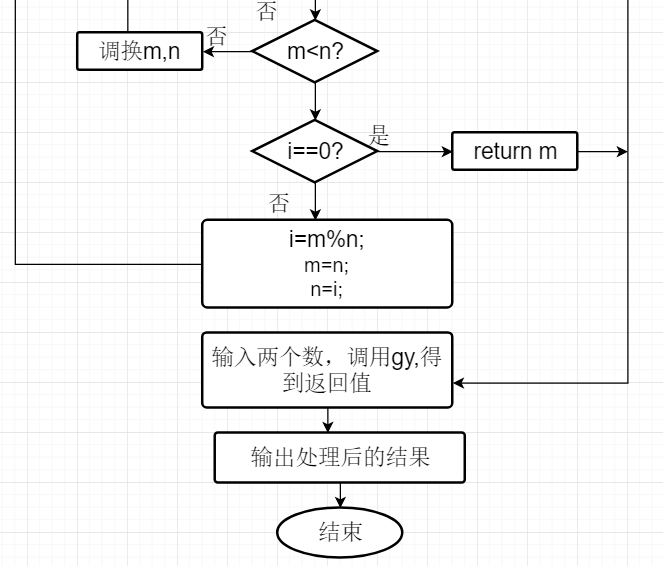 否
否
调换m,n
m<n?
是
i==0?
return m
否
i=m%n;
m=n;
n=i;
输入两个数，调用gy,得
到返回值
输出处理后的结果
结束